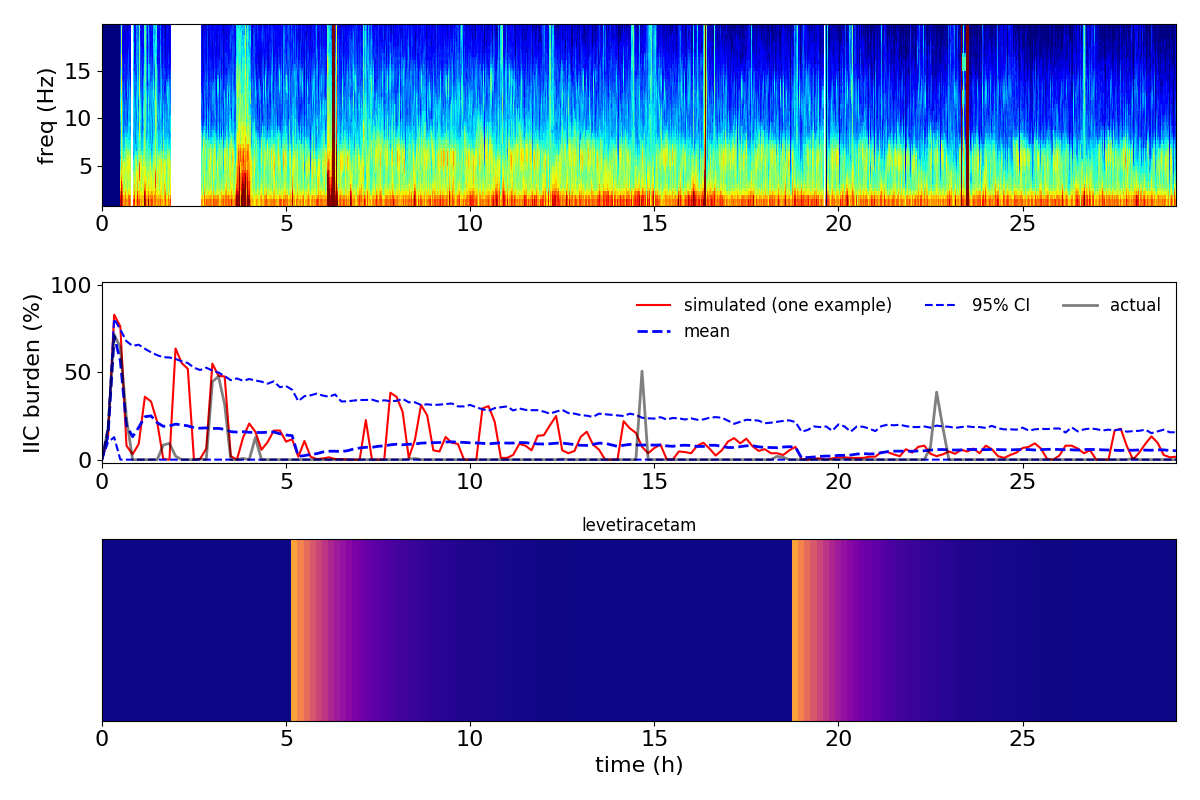 freq (Hz)
15
10
5
0 5 10 15 20 25
IIC burden (%)
100
50
0
simulated (one example)
mean
95% CI
actual
0 5 10 15 20 25
levetiracetam
0 5 10 15 20 25
time (h)